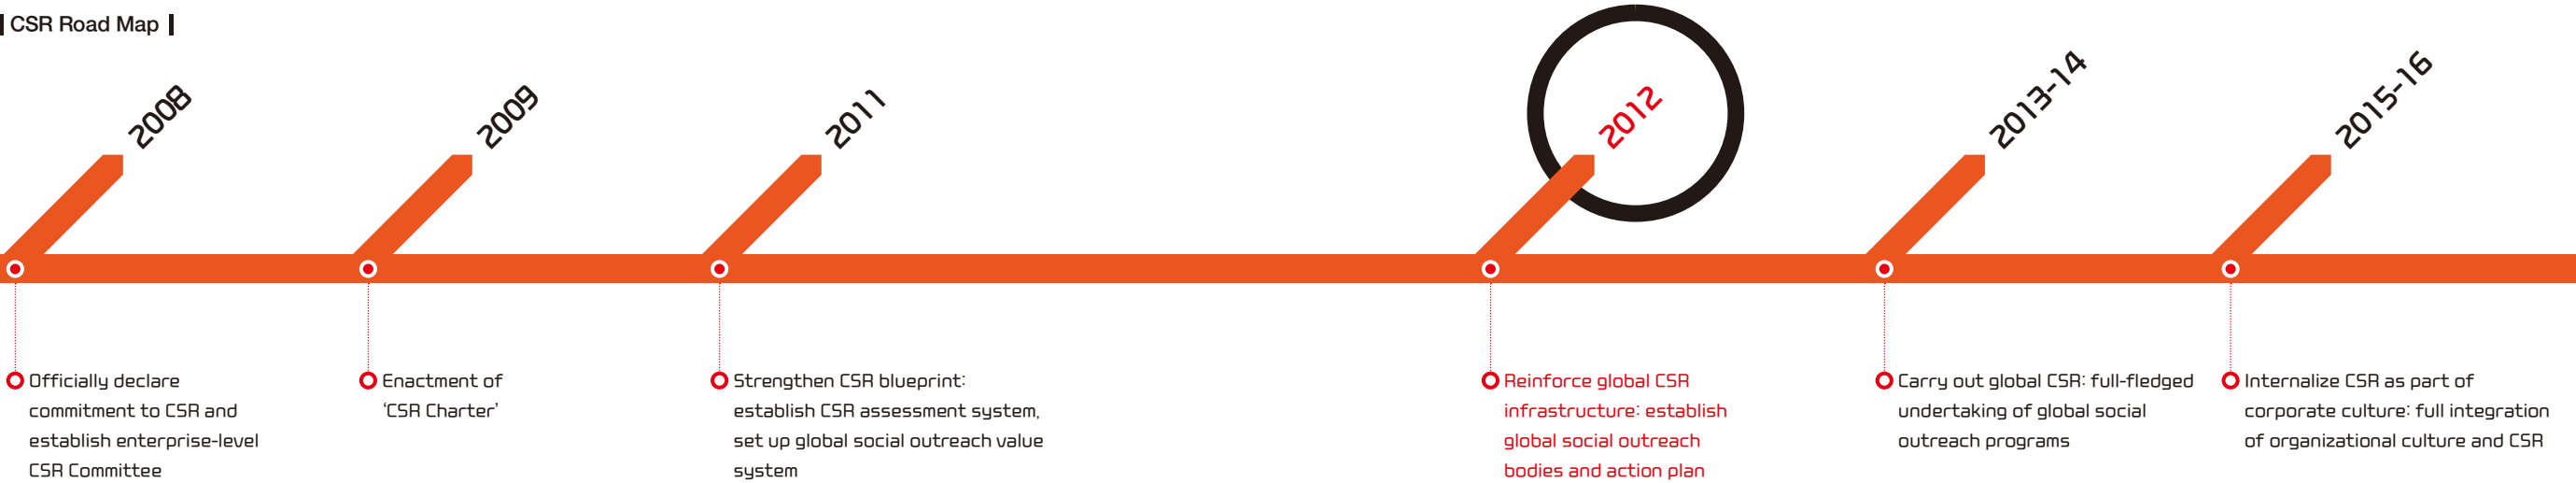 CSR Road Map
2008
2009
2011
2012
2013-14
2015-16
Officially declare
commitment to CSR and
establish enterprise-level
CSR Committee
Enactment of
‘CSR Charter’
Strengthen CSR blueprint:
establish CSR assessment system,
set up global social outreach value
system
Reinforce global CSR
infrastructure: establish
global social outreach
bodies and action plan
Carry out global CSR: full-fledged
undertaking of global social
outreach programs
Internalize CSR as part of
corporate culture: full integration
of organizational culture and CSR